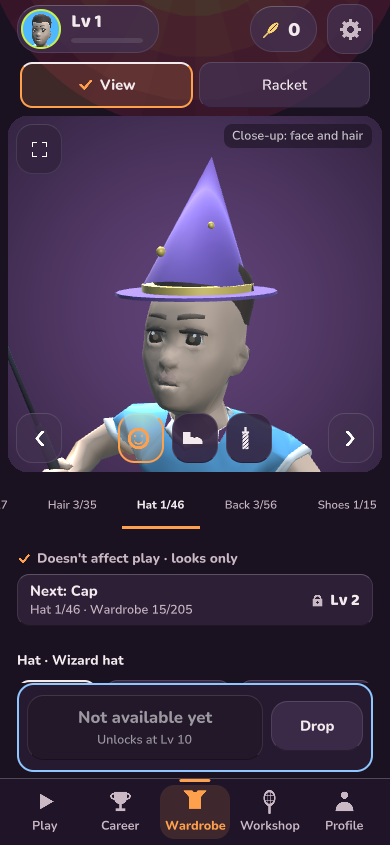 Lv 1
0
View
Racket
Close-up: face and hair
7
Hair 3/35
Hat 1/46
Back 3/56
Shoes 1/15
Doesn't affect play · looks only
Next: Cap
Hat 1/46 · Wardrobe 15/205
Lv 2
Hat · Wizard hat
Not available yet
Unlocks at Lv 10
Drop
Play
Career
Wardrobe
Workshop
Profile